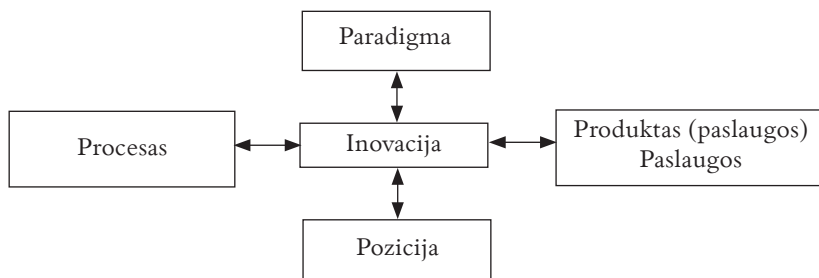 Paradigma
Procesas
Inovacija
Produktas (paslaugos)
Paslaugos
Pozicija